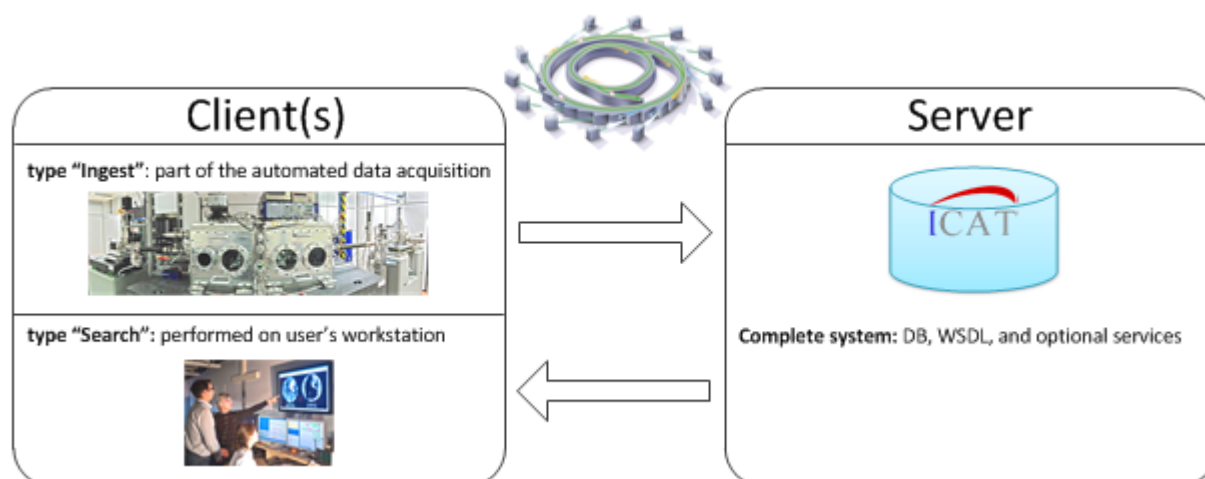 Client(s)
type “Ingest”: part of the automated data acquisition
type “Search”: performed on user’s workstation
Server
ICAT
Complete system: DB, WSDL, and optional services